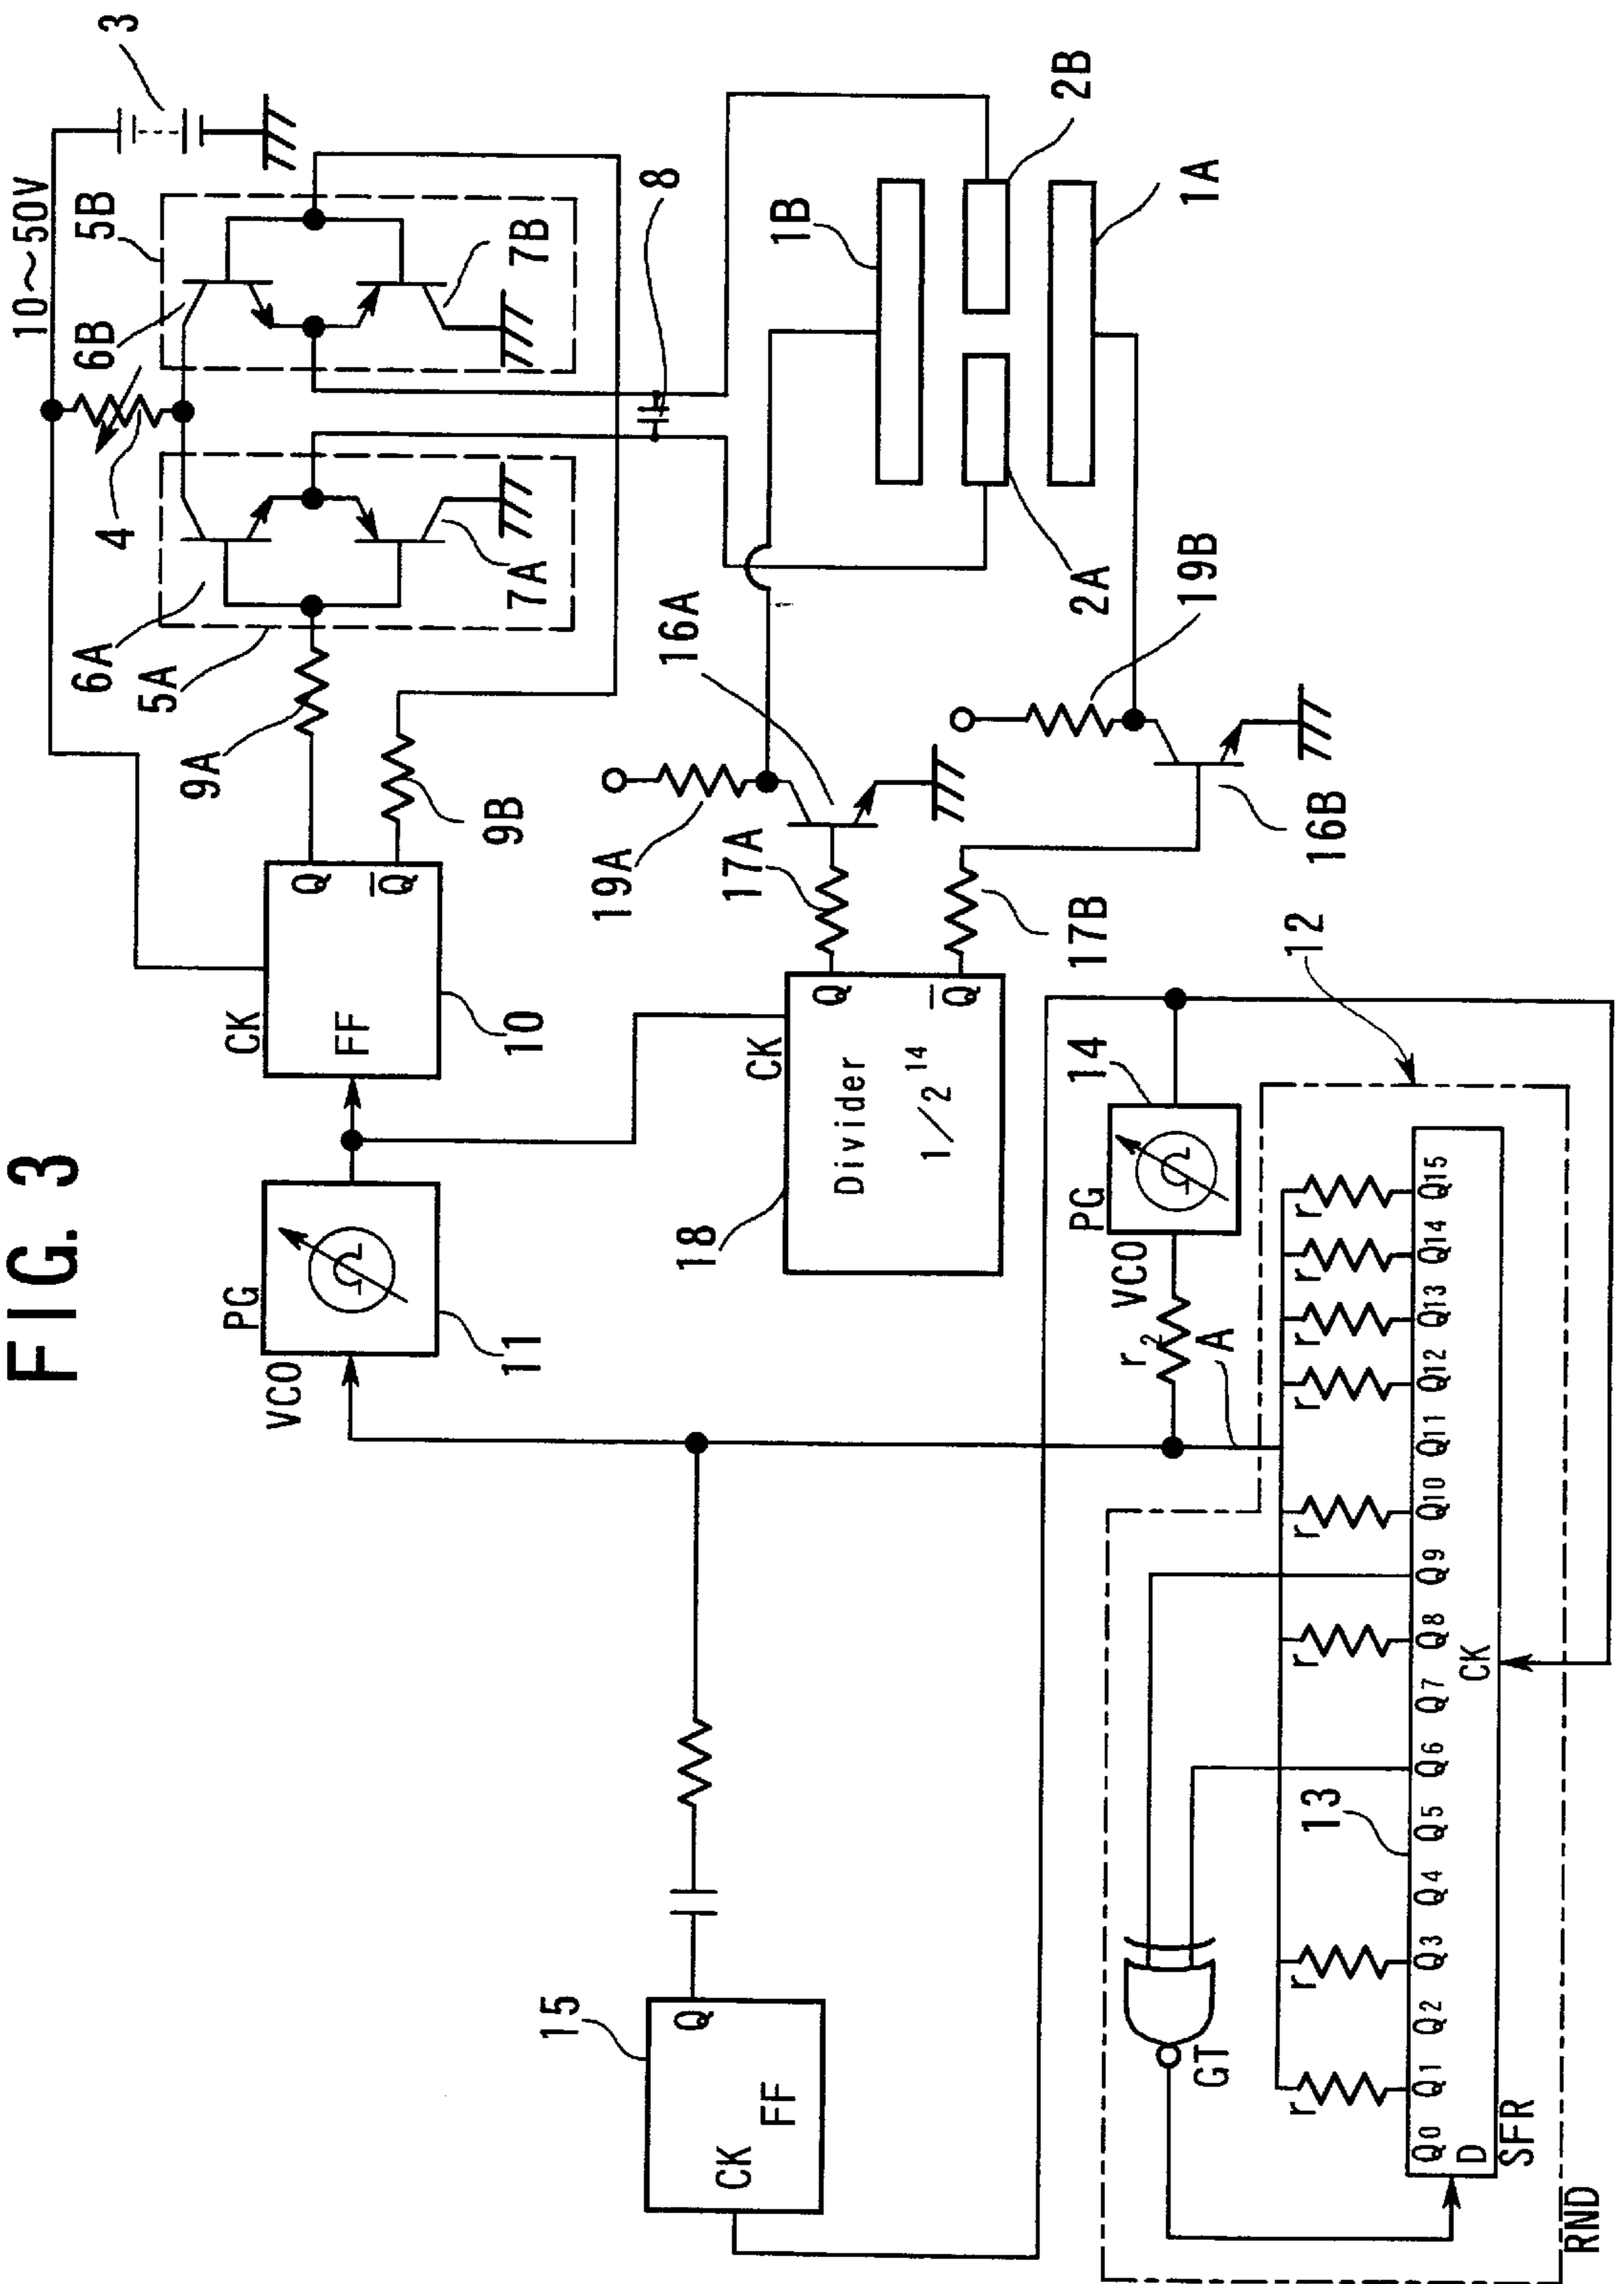 FIG. 3
3
10~50V
5B
6B
4
7B
8
6A
5A
7A
9A
9B
CK
Q
Q̅
FF
10
PG
VCO
11
1B
2B
1A
2A
16A
19A
17A
19B
16B
17B
CK
Q
Q̅
Divider
1/2¹⁴
18
12
14
PG
VCO
r2
A
15
Q
CK
FF
r
r
r
r
r
r
r
r
13
Q0 Q1 Q2 Q3 Q4 Q5 Q6 Q7 Q8 Q9 Q10 Q11 Q12 Q13 Q14 Q15
D
CK
GT
SFR
RND